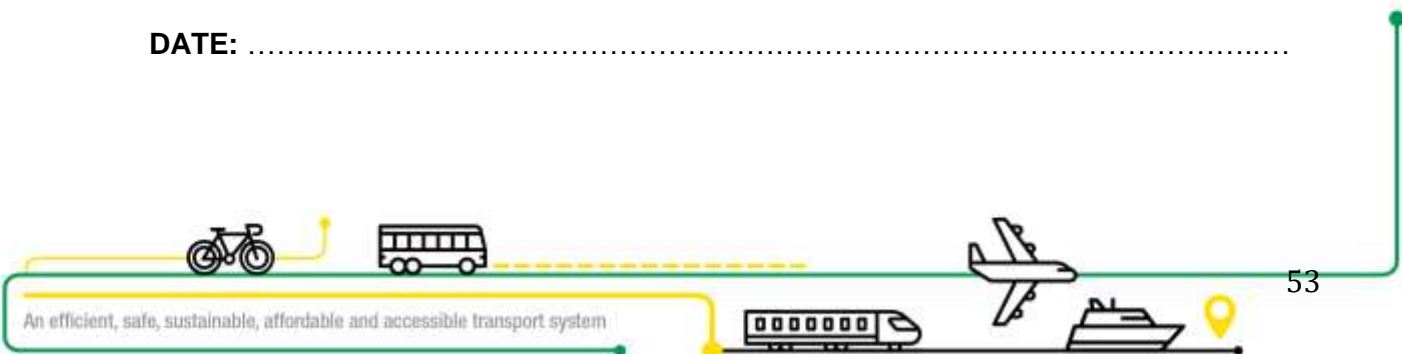 DATE: ……………………………………………………………………………………………..…
53
An efficient, safe, sustainable, affordable and accessible transport system